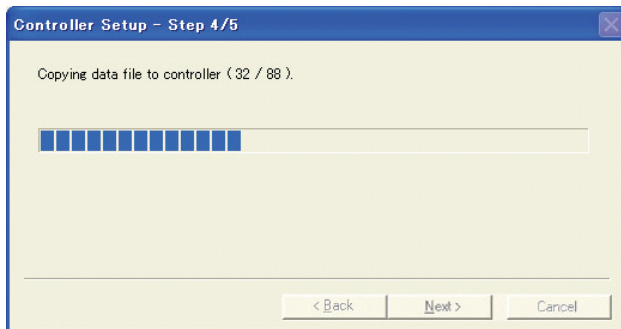 Controller Setup - Step 4/5
Copying data file to controller ( 32 / 88 ).
< Back
Next >
Cancel